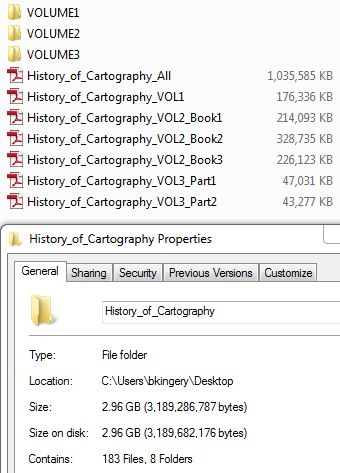 VOLUME1
VOLUME2
VOLUME3
History_of_Cartography_All 1,035,585 KB
History_of_Cartography_VOL1 176,336 KB
History_of_Cartography_VOL2_Book1 214,093 KB
History_of_Cartography_VOL2_Book2 328,735 KB
History_of_Cartography_VOL2_Book3 226,123 KB
History_of_Cartography_VOL3_Part1 47,031 KB
History_of_Cartography_VOL3_Part2 43,277 KB
History_of_Cartography Properties
General Sharing Security Previous Versions Customize
History_of_Cartography
Type: File folder
Location: C:\Users\bkingery\Desktop
Size: 2.96 GB (3,189,286,787 bytes)
Size on disk: 2.96 GB (3,189,682,176 bytes)
Contains: 183 Files, 8 Folders